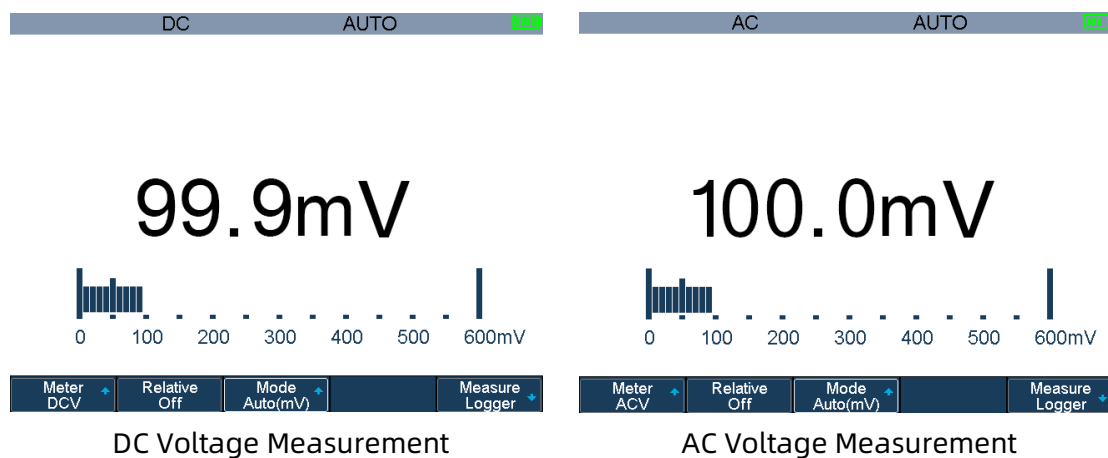 DC AUTO
99.9mV
0 100 200 300 400 500 600mV
Meter DCV Relative Off Mode Auto(mV) Measure Logger
DC Voltage Measurement
AC AUTO
100.0mV
0 100 200 300 400 500 600mV
Meter ACV Relative Off Mode Auto(mV) Measure Logger
AC Voltage Measurement